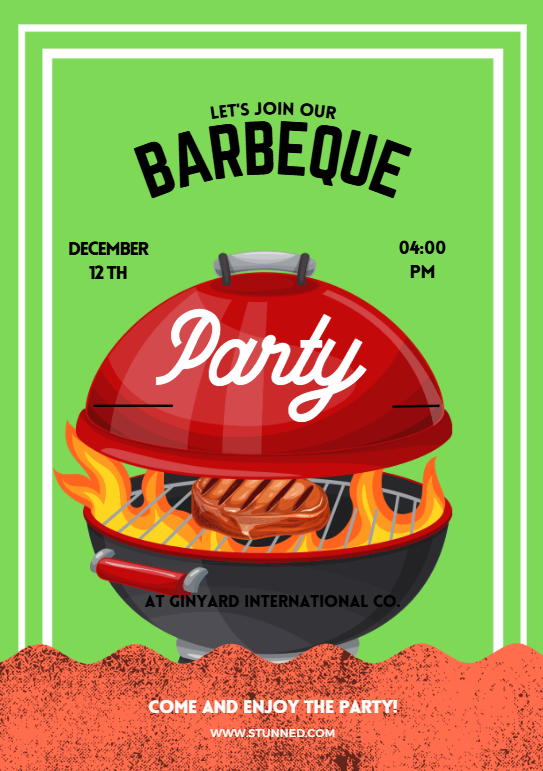 LET'S JOIN OUR
BARBEQUE
DECEMBER
12 TH
04:00
PM
Party
AT GINYARD INTERNATIONAL CO.
COME AND ENJOY THE PARTY!
WWW.STUNNED.COM